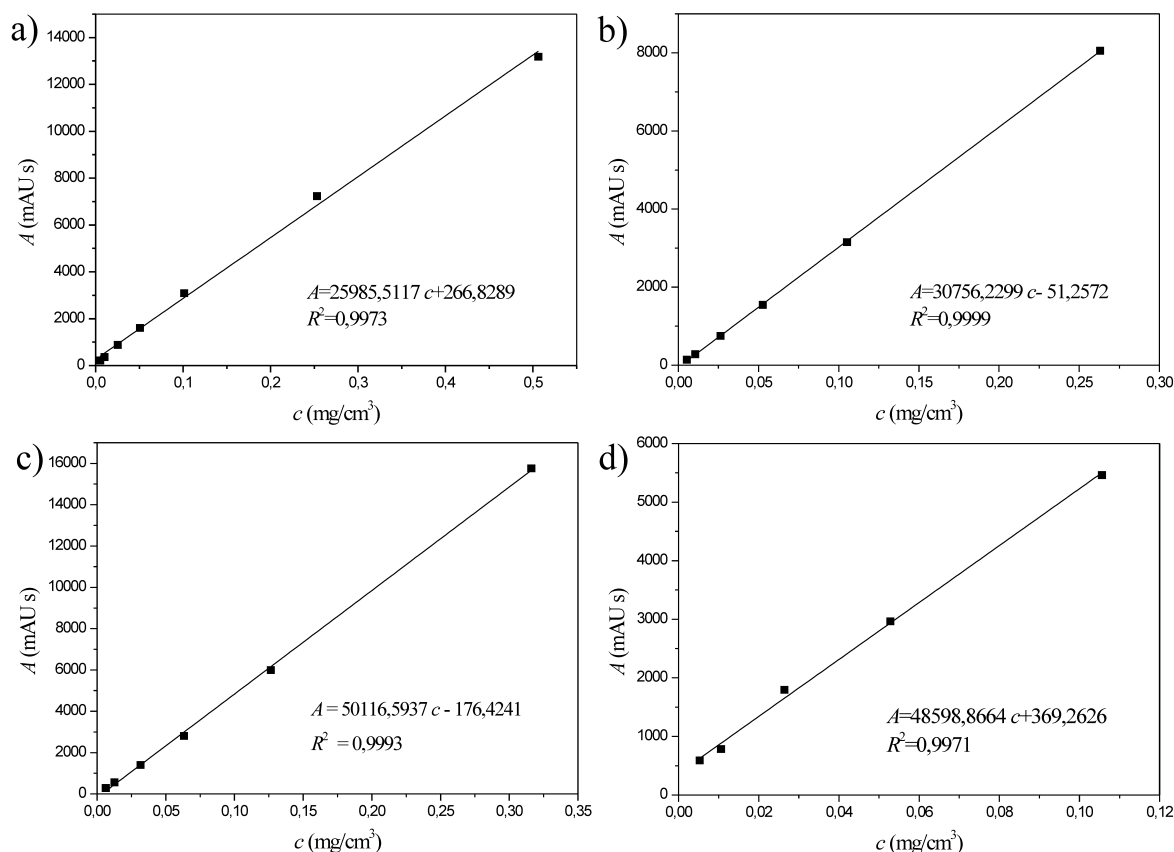 a)
14000
12000
10000
8000
6000
4000
2000
0
A (mAU s)
A=25985,5117 c+266,8289
R²=0,9973
0,0 0,1 0,2 0,3 0,4 0,5
c (mg/cm³)
b)
8000
6000
4000
2000
0
A (mAU s)
A=30756,2299 c- 51,2572
R²=0,9999
0,00 0,05 0,10 0,15 0,20 0,25 0,30
c (mg/cm³)
c)
16000
14000
12000
10000
8000
6000
4000
2000
0
A (mAU s)
A = 50116,5937 c - 176,4241
R² = 0,9993
0,00 0,05 0,10 0,15 0,20 0,25 0,30 0,35
c (mg/cm³)
d)
6000
5000
4000
3000
2000
1000
0
A (mAU s)
A=48598,8664 c+369,2626
R²=0,9971
0,00 0,02 0,04 0,06 0,08 0,10 0,12
c (mg/cm³)